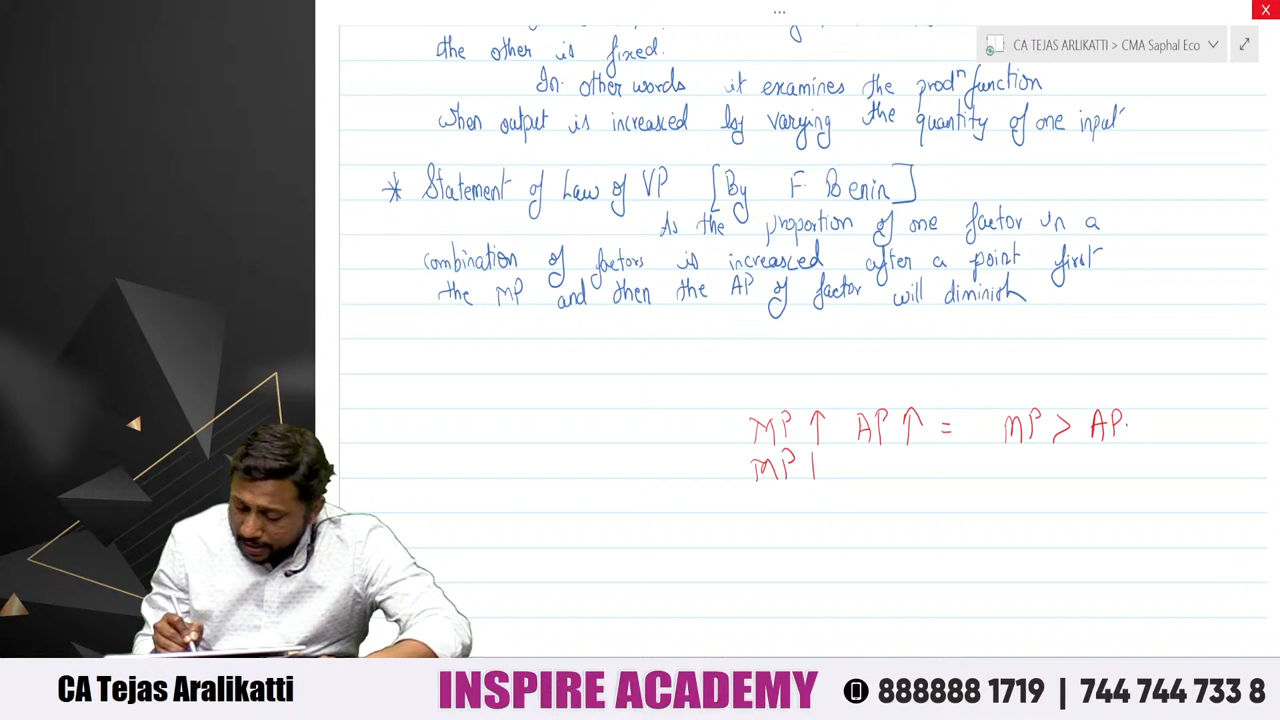 ...
CA TEJAS ARLIKATTI > CMA Saphal Eco
the other is fixed.
In other words it examines the prodⁿ function
When output is increased by varying the quantity of one input
* Statement of Law of VP [By F. Benin]
As the proportion of one factor in a
combination of factors is increased after a point first
the MP and then the AP of factor will diminish
MP ↑ AP ↑ = MP > AP.
MP |
CA Tejas Aralikatti INSPIRE ACADEMY 888888 1719 | 744 744 733 8